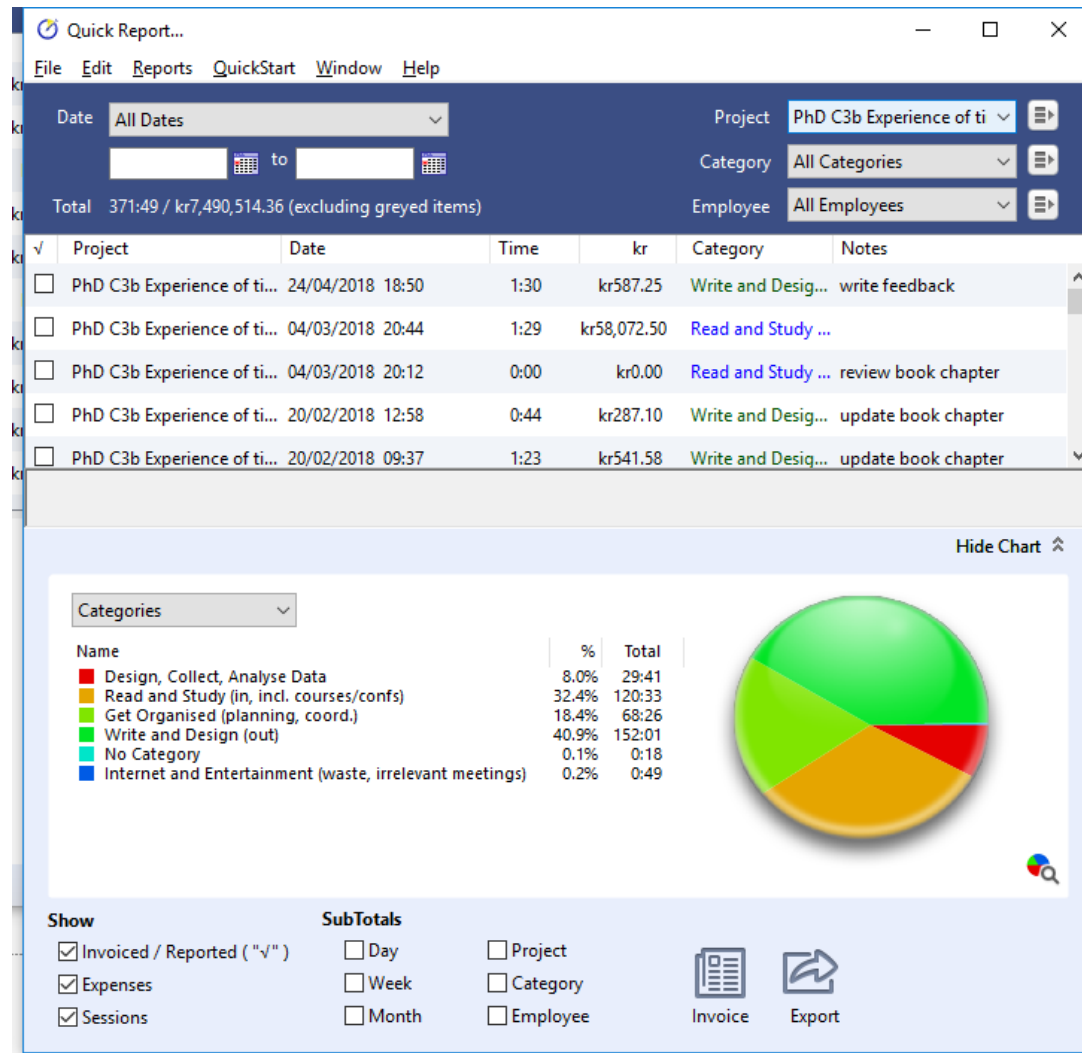 Quick Report...
File Edit Reports QuickStart Window Help
Date All Dates Project PhD C3b Experience of ti
to Category All Categories
Total 371:49 / kr7,490,514.36 (excluding greyed items) Employee All Employees
√ Project Date Time kr Category Notes
PhD C3b Experience of ti... 24/04/2018 18:50 1:30 kr587.25 Write and Desig... write feedback
PhD C3b Experience of ti... 04/03/2018 20:44 1:29 kr58,072.50 Read and Study ...
PhD C3b Experience of ti... 04/03/2018 20:12 0:00 kr0.00 Read and Study ... review book chapter
PhD C3b Experience of ti... 20/02/2018 12:58 0:44 kr287.10 Write and Desig... update book chapter
PhD C3b Experience of ti... 20/02/2018 09:37 1:23 kr541.58 Write and Desig... update book chapter
Hide Chart
Categories
Name % Total
Design, Collect, Analyse Data 8.0% 29:41
Read and Study (in, incl. courses/confs) 32.4% 120:33
Get Organised (planning, coord.) 18.4% 68:26
Write and Design (out) 40.9% 152:01
No Category 0.1% 0:18
Internet and Entertainment (waste, irrelevant meetings) 0.2% 0:49
Show SubTotals
Invoiced / Reported ( "√" ) Day Project
Expenses Week Category
Sessions Month Employee
Invoice Export